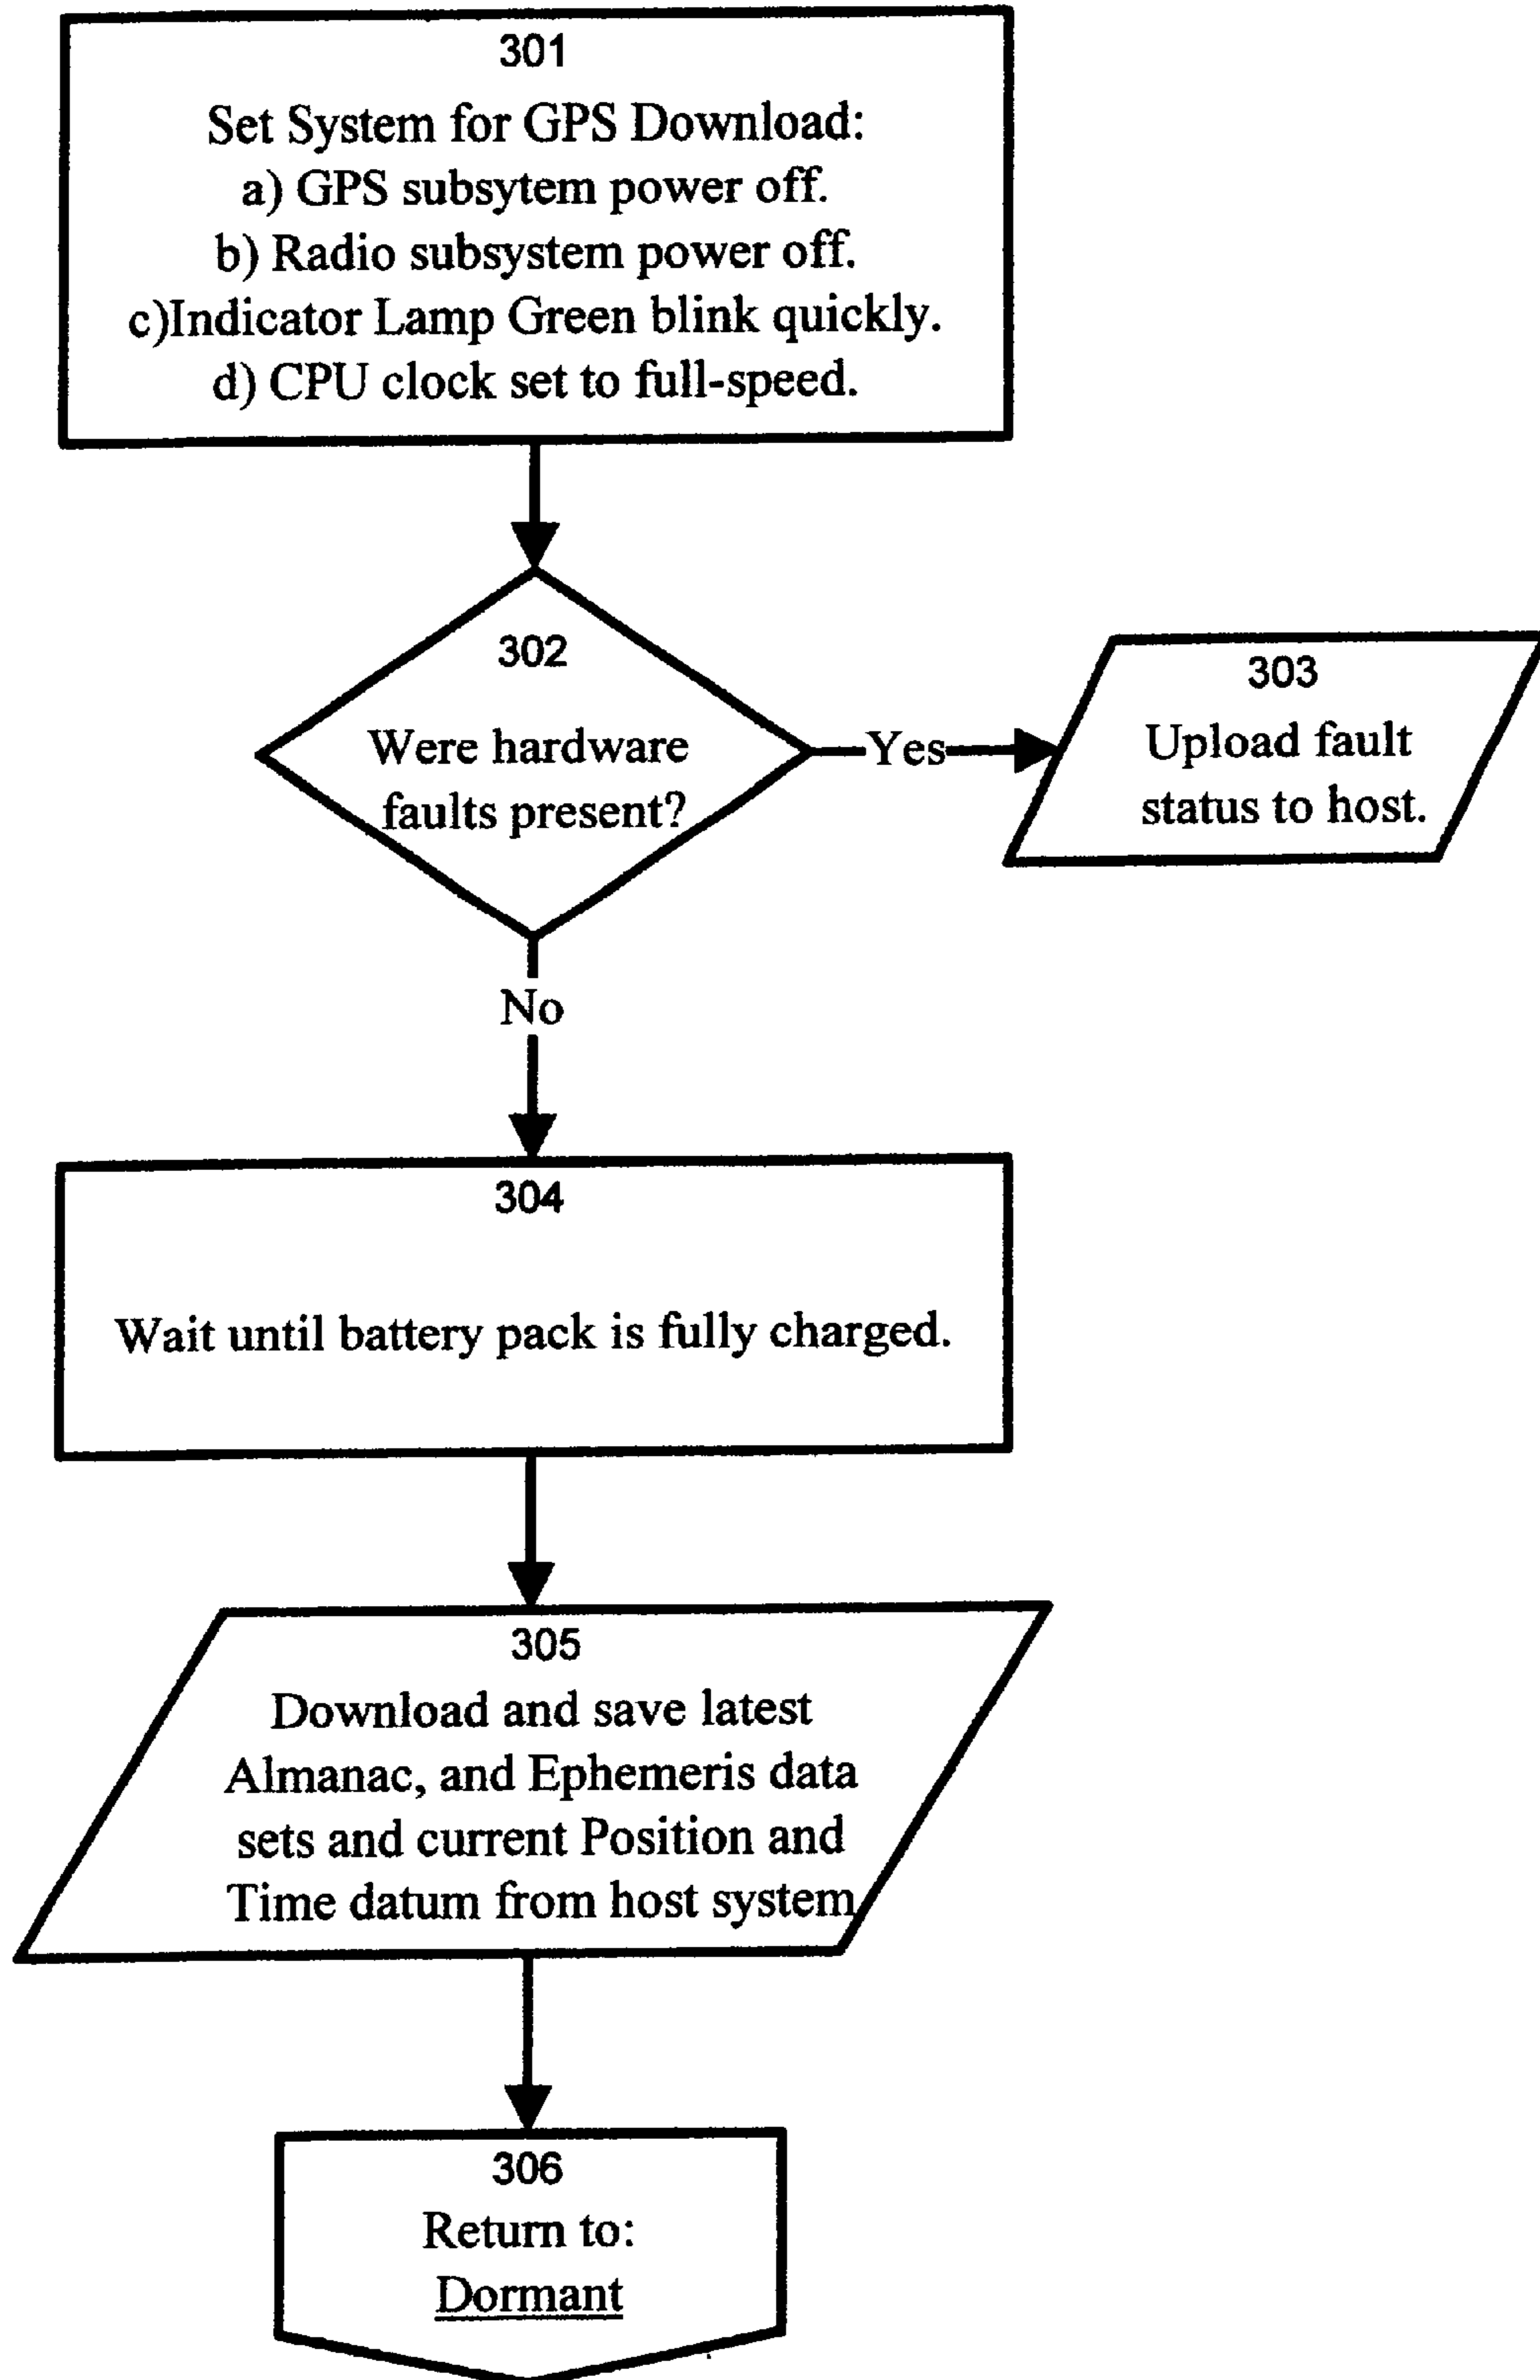 301
Set System for GPS Download:
a) GPS subsytem power off.
b) Radio subsystem power off.
c)Indicator Lamp Green blink quickly.
d) CPU clock set to full-speed.
302
Were hardware
faults present?
Yes
303
Upload fault
status to host.
No
304
Wait until battery pack is fully charged.
305
Download and save latest
Almanac, and Ephemeris data
sets and current Position and
Time datum from host system
306
Return to:
Dormant